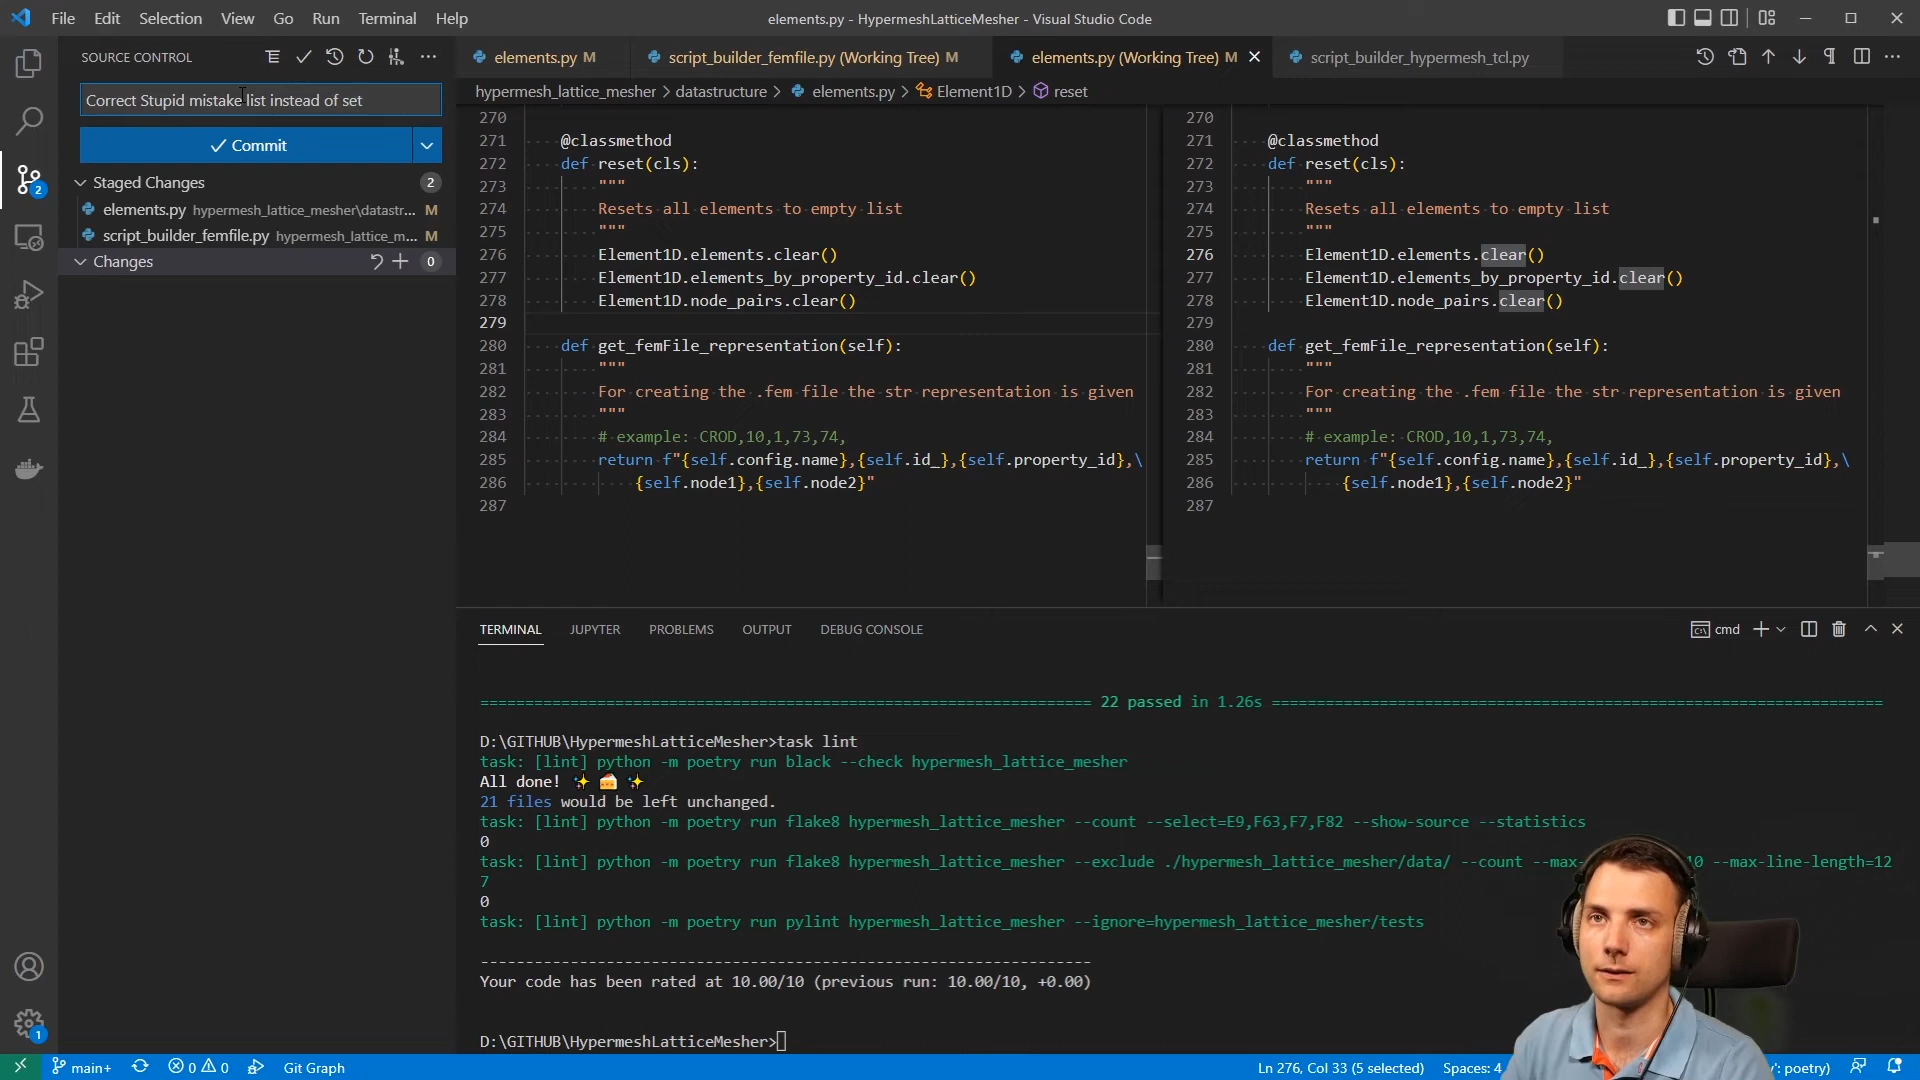 File Edit Selection View Go Run Terminal Help
elements.py - HypermeshLatticeMesher - Visual Studio Code
SOURCE CONTROL
Correct Stupid mistake list instead of set
Commit
Staged Changes 2
elements.py hypermesh_lattice_mesher\datastr... M
script_builder_femfile.py hypermesh_lattice_m... M
Changes 0
2
1
elements.py M
script_builder_femfile.py (Working Tree) M
elements.py (Working Tree) M
script_builder_hypermesh_tcl.py
hypermesh_lattice_mesher > datastructure > elements.py > Element1D > reset
270
271 @classmethod
272 def reset(cls):
273 """
274 Resets all elements to empty list
275 """
276 Element1D.elements.clear()
277 Element1D.elements_by_property_id.clear()
278 Element1D.node_pairs.clear()
279
280 def get_femFile_representation(self):
281 """
282 For creating the .fem file the str representation is given
283 """
284 # example: CROD,10,1,73,74,
285 return f"{self.config.name},{self.id_},{self.property_id},\
286 {self.node1},{self.node2}"
287
270
271 @classmethod
272 def reset(cls):
273 """
274 Resets all elements to empty list
275 """
276 Element1D.elements.clear()
277 Element1D.elements_by_property_id.clear()
278 Element1D.node_pairs.clear()
279
280 def get_femFile_representation(self):
281 """
282 For creating the .fem file the str representation is given
283 """
284 # example: CROD,10,1,73,74,
285 return f"{self.config.name},{self.id_},{self.property_id},\
286 {self.node1},{self.node2}"
287
TERMINAL JUPYTER PROBLEMS OUTPUT DEBUG CONSOLE
cmd
22 passed in 1.26s
D:\GITHUB\HypermeshLatticeMesher>task lint
task: [lint] python -m poetry run black --check hypermesh_lattice_mesher
All done! ✨ 🍰 ✨
21 files would be left unchanged.
task: [lint] python -m poetry run flake8 hypermesh_lattice_mesher --count --select=E9,F63,F7,F82 --show-source --statistics
0
task: [lint] python -m poetry run flake8 hypermesh_lattice_mesher --exclude ./hypermesh_lattice_mesher/data/ --count --max- 10 --max-line-length=12
7
0
task: [lint] python -m poetry run pylint hypermesh_lattice_mesher --ignore=hypermesh_lattice_mesher/tests
Your code has been rated at 10.00/10 (previous run: 10.00/10, +0.00)
D:\GITHUB\HypermeshLatticeMesher>
main+ 0 0 Git Graph
Ln 276, Col 33 (5 selected) Spaces: 4
poetry)